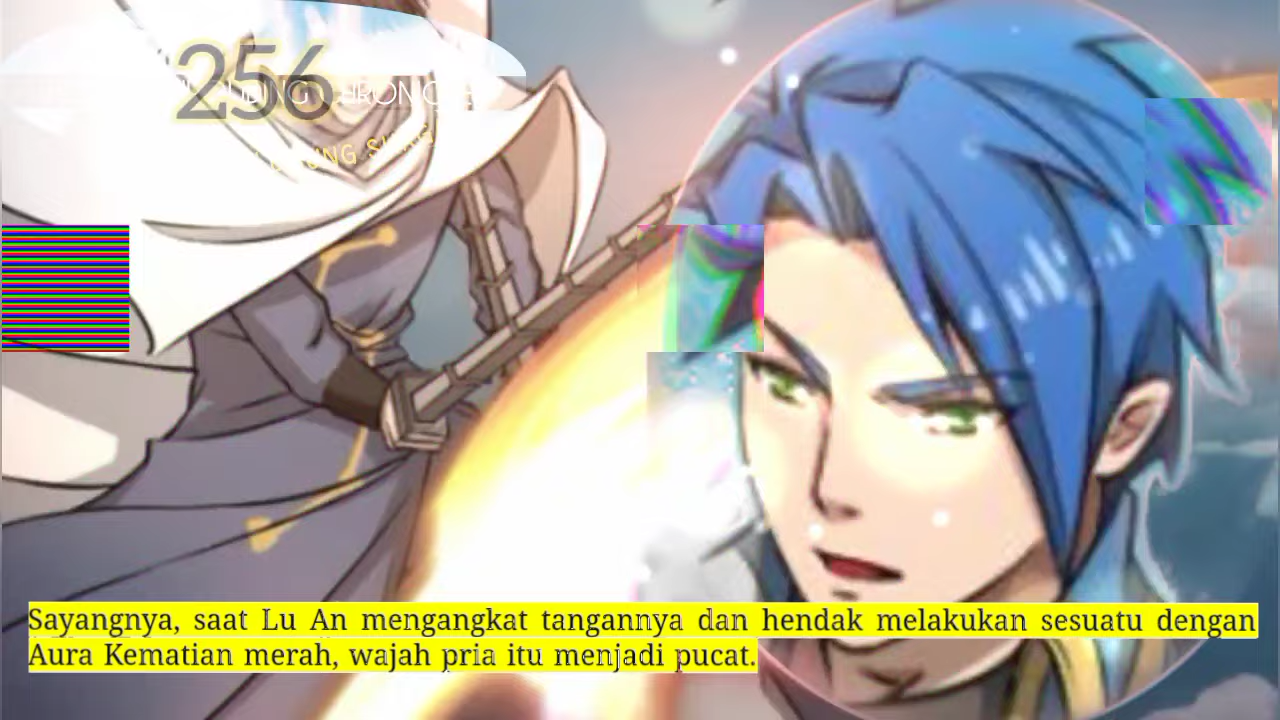 256
Sayangnya, saat Lu An mengangkat tangannya dan hendak melakukan sesuatu dengan
Aura Kematian merah, wajah pria itu menjadi pucat.